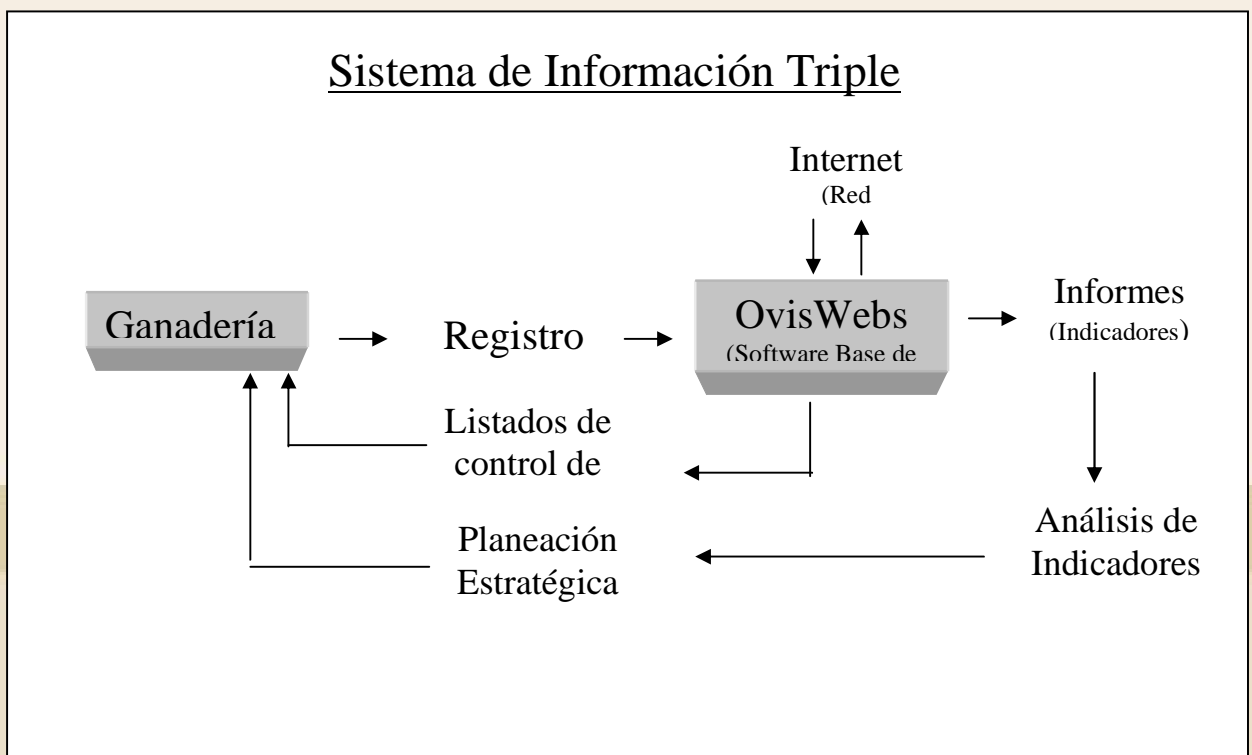 Sistema de Información Triple
Internet
(Red
Ganadería
Registro
OvisWebs
(Software Base de
Informes
(Indicadores)
Listados de
control de
Análisis de
Indicadores
Planeación
Estratégica